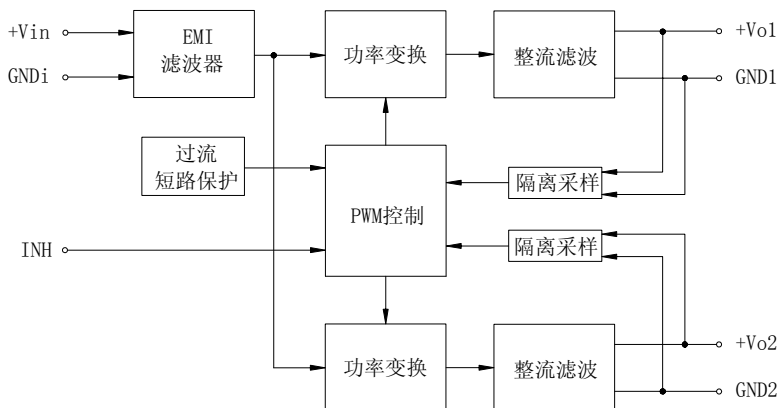 +Vin
GNDi
EMI
滤波器
功率变换
整流滤波
+Vo1
GND1
过流
短路保护
PWM控制
隔离采样
隔离采样
INH
功率变换
整流滤波
+Vo2
GND2